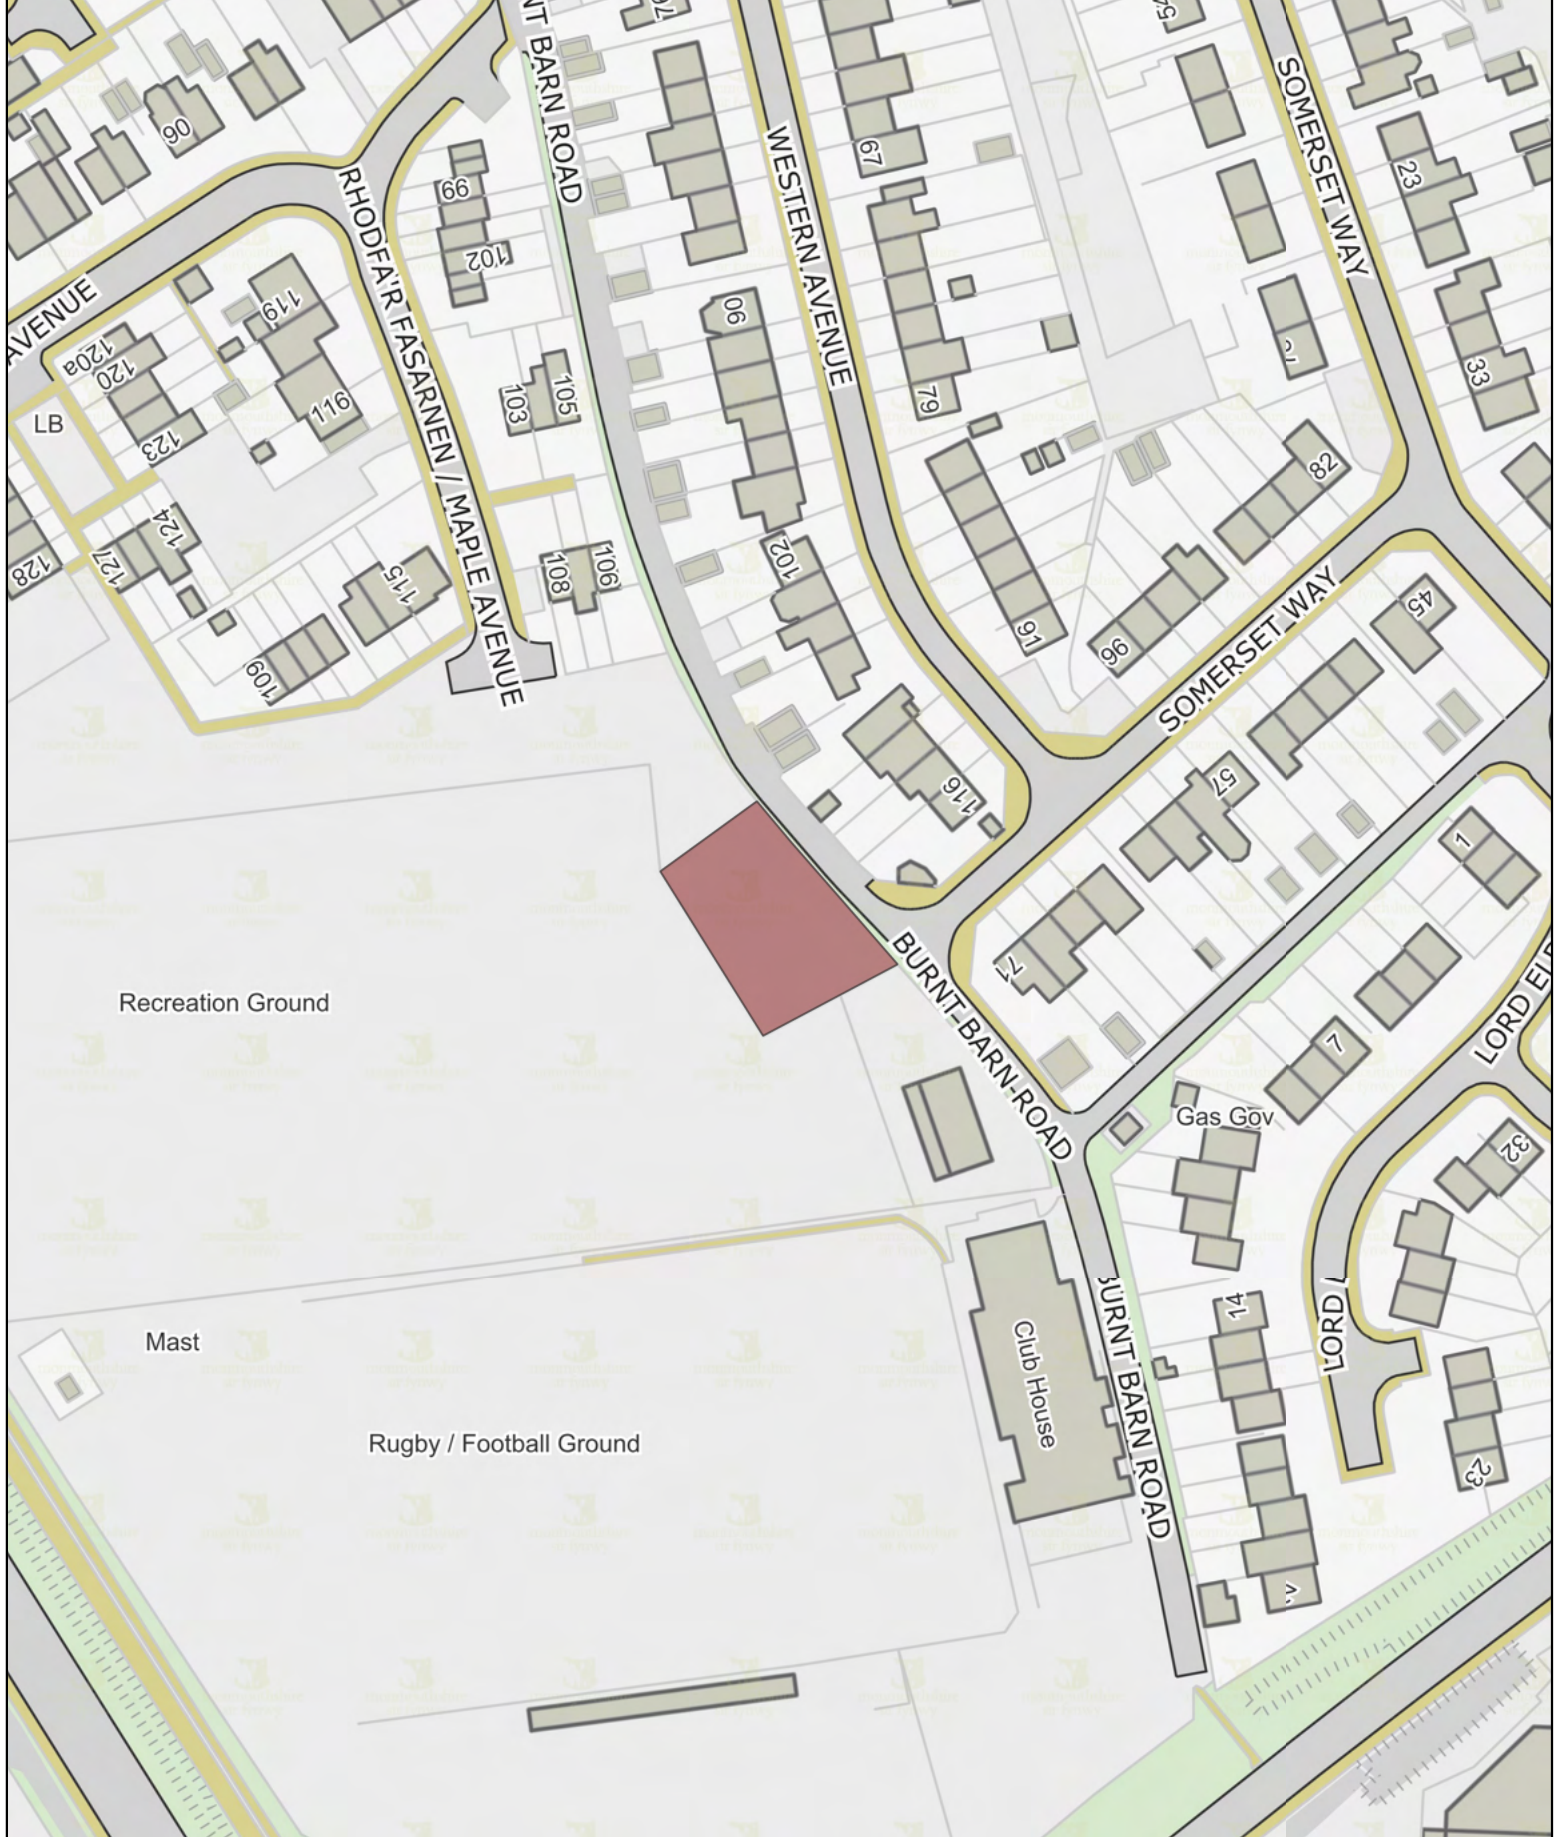 NT BARN ROAD
67
90
66
102
RHODFA'R FASARNEN / MAPLE AVENUE
WESTERN AVENUE
SOMERSET WAY
23
AVENUE
119
90
120a
120
116
123
103
105
79
33
LB
82
124
127
128
115
108
106
102
91
96
SOMERSET WAY
45
109
116
57
1
BURNT BARN ROAD
Recreation Ground
7
LORD
Gas Gov
32
Mast
Club House
BURNT BARN ROAD
14
LORD
Rugby / Football Ground
23